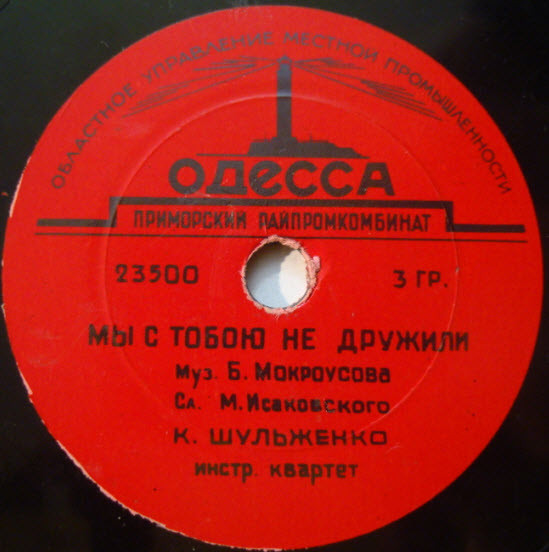 ОБЛАСТНОЕ УПРАВЛЕНИЕ МЕСТНОЙ ПРОМЫШЛЕННОСТИ
ОДЕССА
ПРИМОРСКИЙ РАЙПРОМКОМБИНАТ
23500 3 ГР.
МЫ С ТОБОЮ НЕ ДРУЖИЛИ
Муз. Б. Мокроусова
Сл. М. Исаковского
К. ШУЛЬЖЕНКО
инстр. квартет